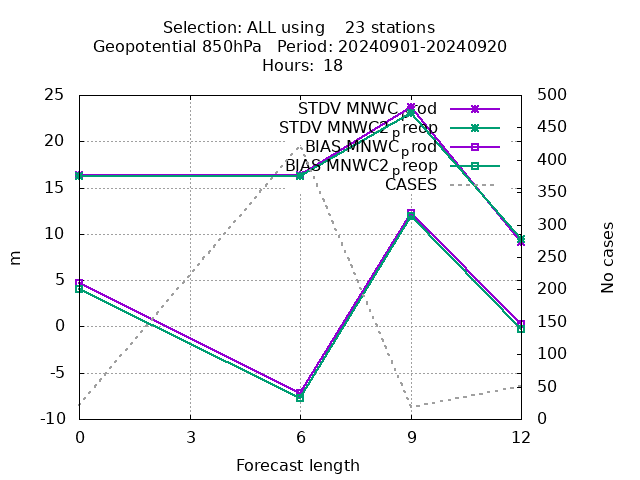 Selection: ALL using    23 stations
Geopotential 850hPa   Period: 20240901-20240920
Hours: 18
25
20
15
10
5
0
-5
-10
500
450
400
350
300
250
200
150
100
50
0
STDV MNWC_prod
STDV MNWC2_preop
BIAS MNWC_prod
BIAS MNWC2_preop
CASES
m
No cases
0 3 6 9 12
Forecast length